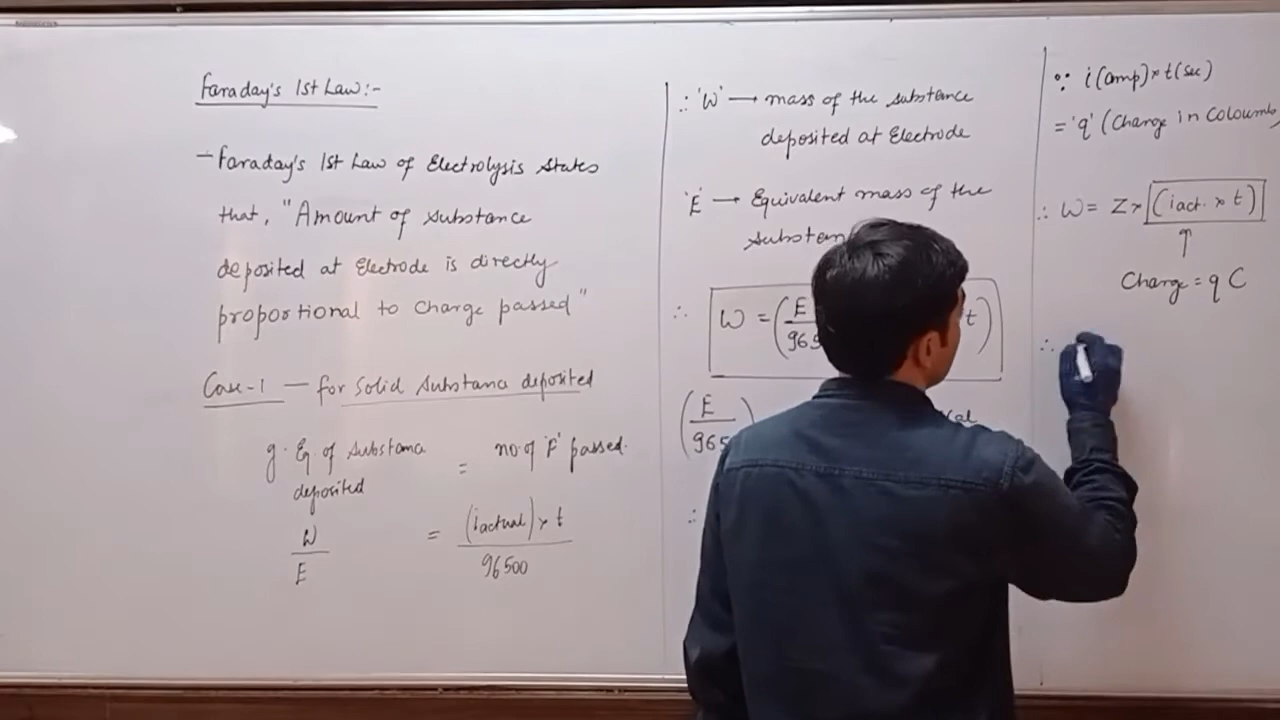 Faraday's 1st Law:-
- Faraday's 1st Law of Electrolysis states
that, "Amount of substance
deposited at Electrode is directly
proportional to charge passed"
Case-1 — for solid substance deposited
g. Eq of substance = no. of 'F' passed.
deposited
W/E = (iactual) × t / 96500
∴ 'W' → mass of the substance
deposited at Electrode
'E' → Equivalent mass of the
∴ W = (E
t)
(E
∴
∵ i(amp) × t(sec)
= 'q' (Charge in Coloumb
∴ W = Z × (iact. × t)
↑
Charge = q C
∴